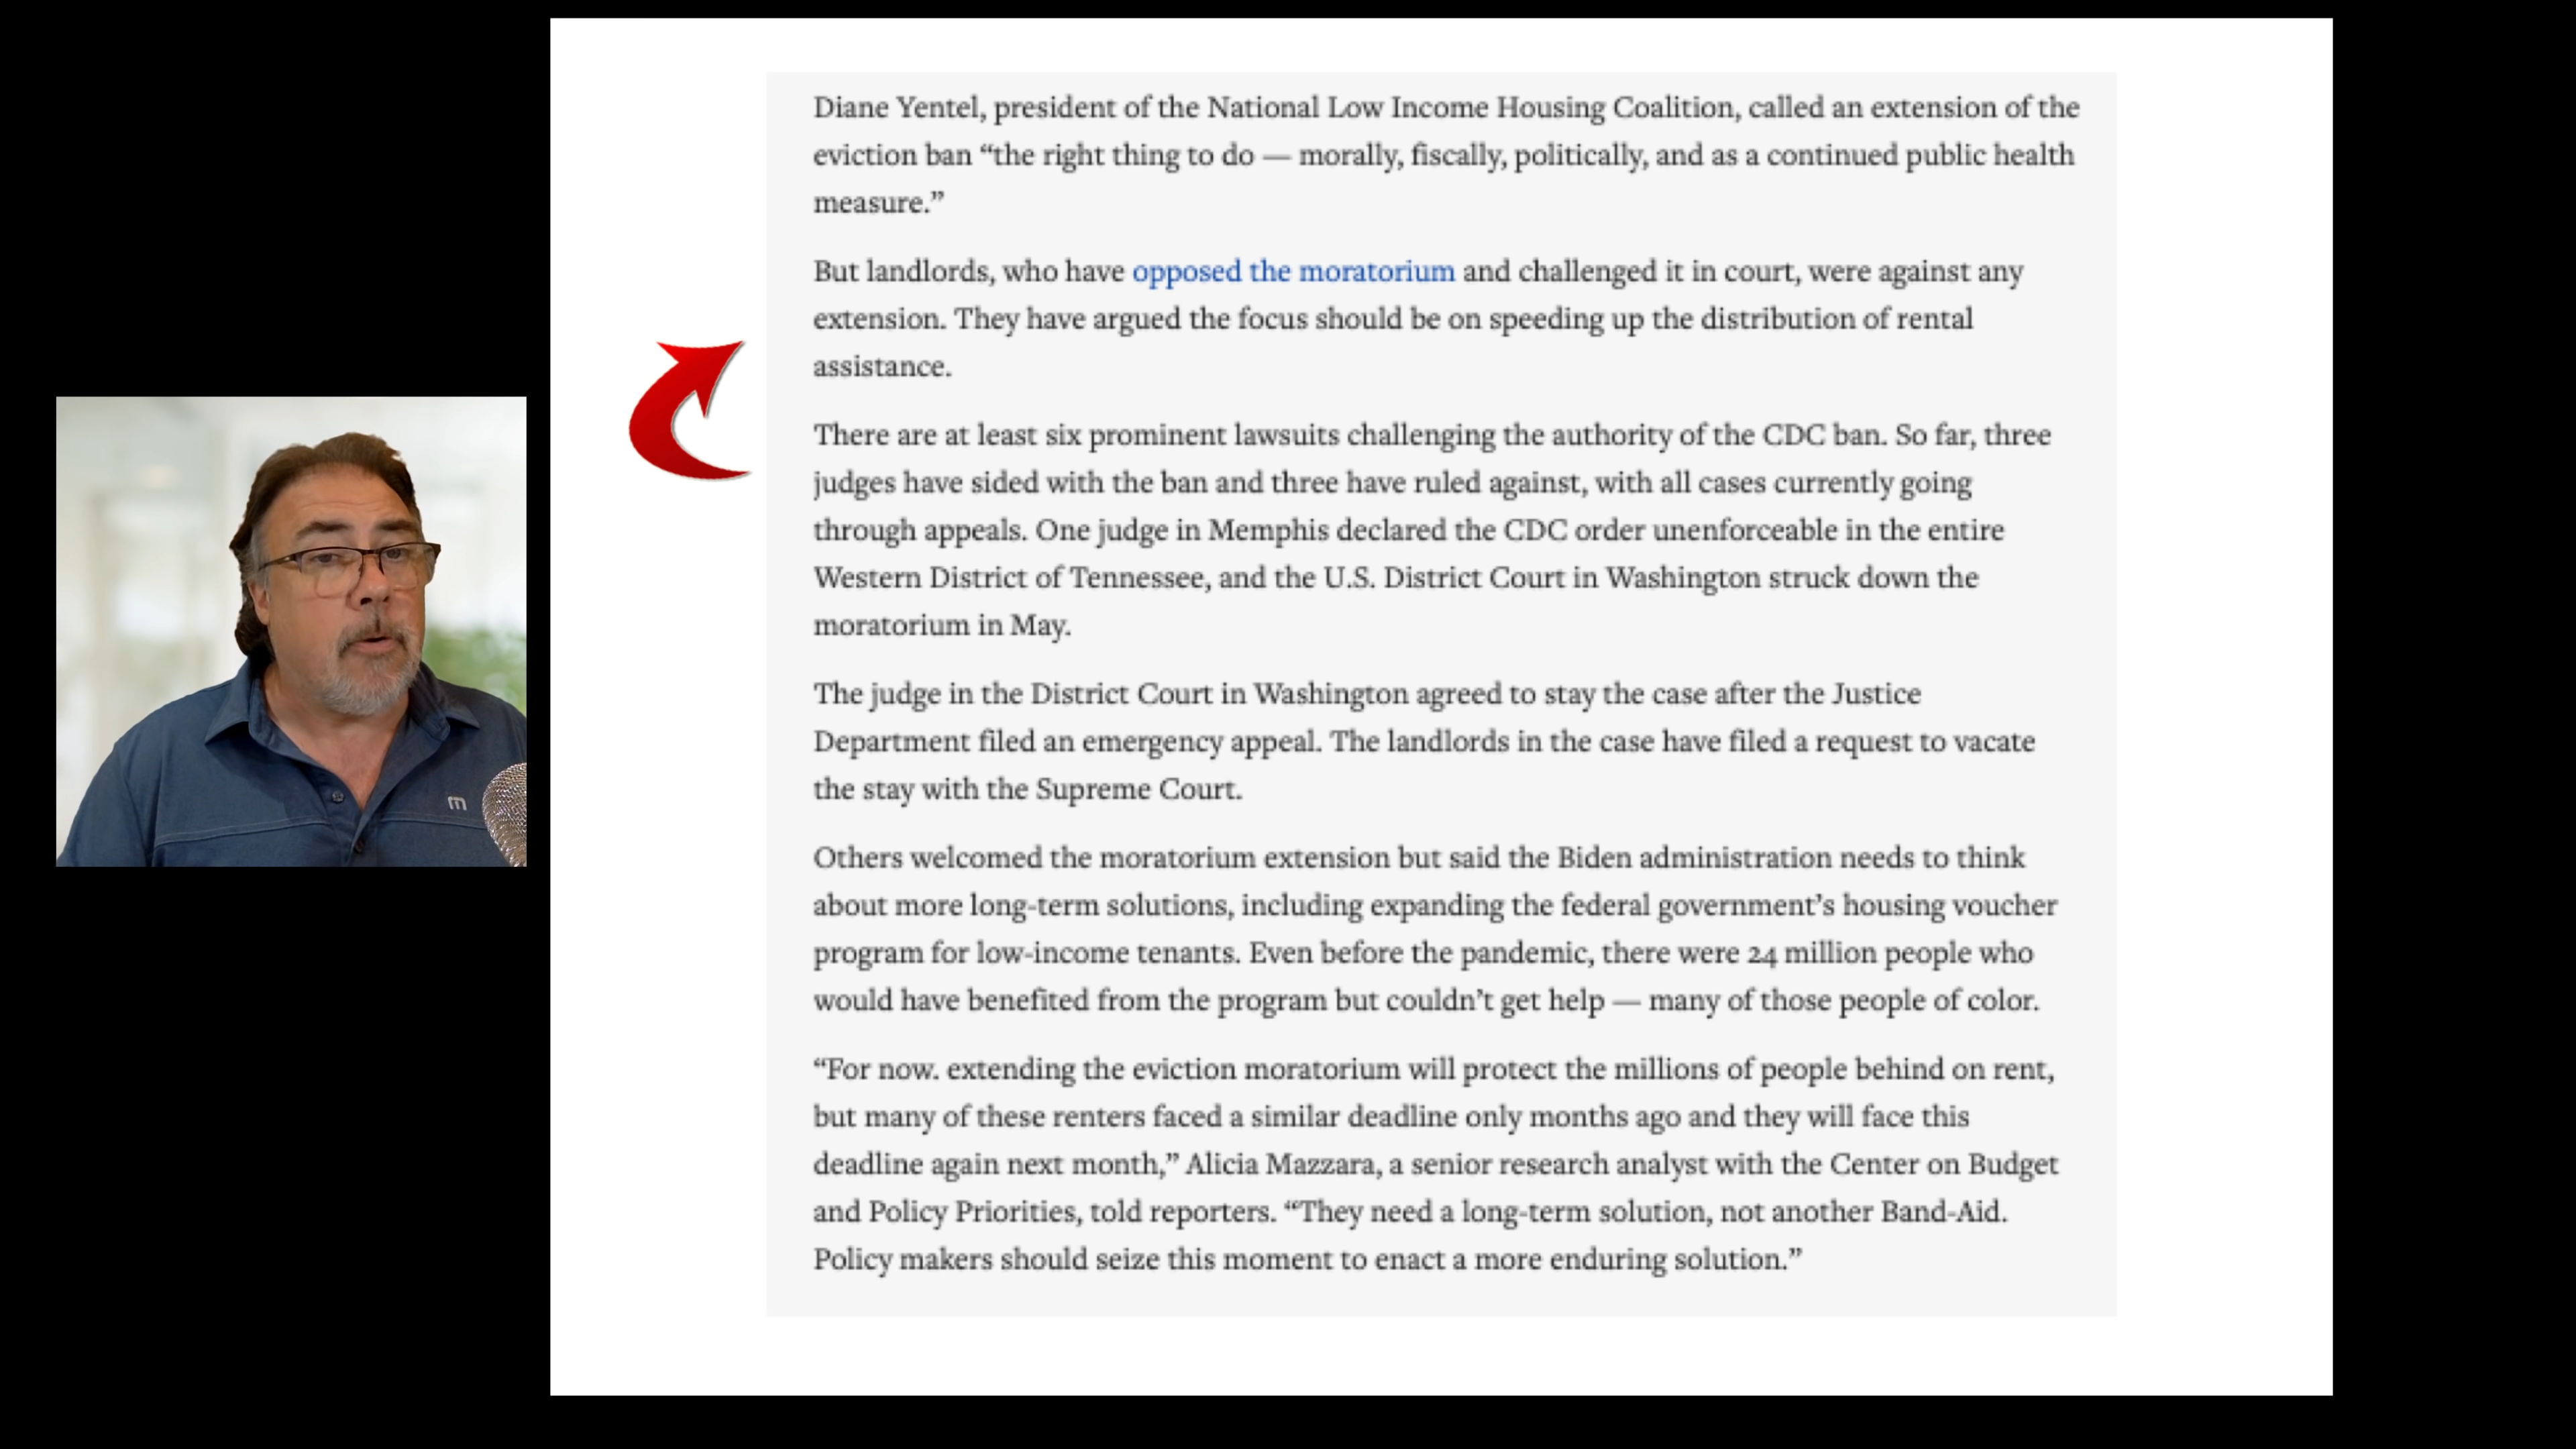 Diane Yentel, president of the National Low Income Housing Coalition, called an extension of the
eviction ban “the right thing to do — morally, fiscally, politically, and as a continued public health
measure.”
But landlords, who have opposed the moratorium and challenged it in court, were against any
extension. They have argued the focus should be on speeding up the distribution of rental
assistance.
There are at least six prominent lawsuits challenging the authority of the CDC ban. So far, three
judges have sided with the ban and three have ruled against, with all cases currently going
through appeals. One judge in Memphis declared the CDC order unenforceable in the entire
Western District of Tennessee, and the U.S. District Court in Washington struck down the
moratorium in May.
The judge in the District Court in Washington agreed to stay the case after the Justice
Department filed an emergency appeal. The landlords in the case have filed a request to vacate
the stay with the Supreme Court.
Others welcomed the moratorium extension but said the Biden administration needs to think
about more long-term solutions, including expanding the federal government’s housing voucher
program for low-income tenants. Even before the pandemic, there were 24 million people who
would have benefited from the program but couldn’t get help — many of those people of color.
“For now. extending the eviction moratorium will protect the millions of people behind on rent,
but many of these renters faced a similar deadline only months ago and they will face this
deadline again next month,” Alicia Mazzara, a senior research analyst with the Center on Budget
and Policy Priorities, told reporters. “They need a long-term solution, not another Band-Aid.
Policy makers should seize this moment to enact a more enduring solution.”
m